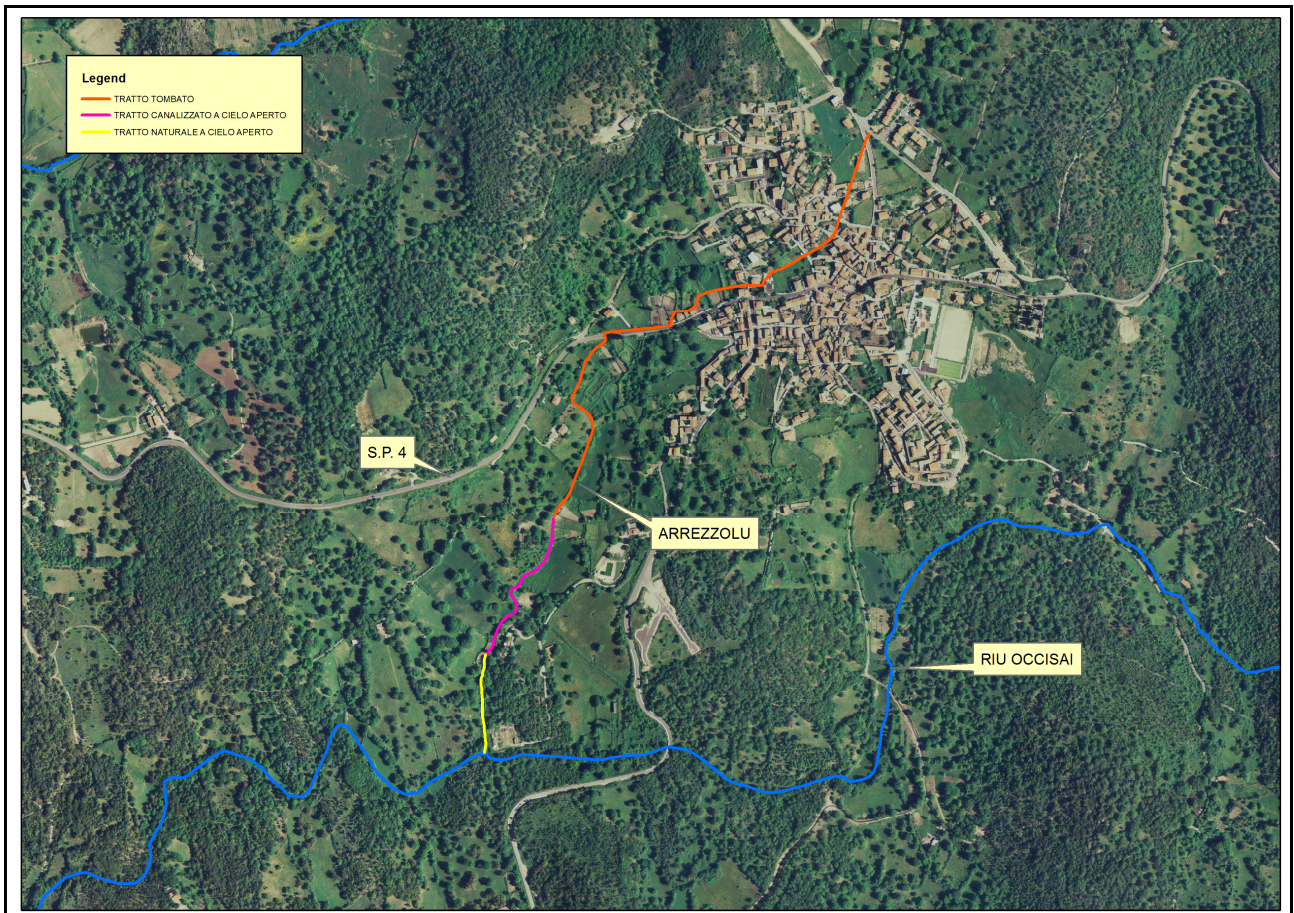 Legend
TRATTO TOMBATO
TRATTO CANALIZZATO A CIELO APERTO
TRATTO NATURALE A CIELO APERTO
S.P. 4
ARREZZOLU
RIU OCCISAI